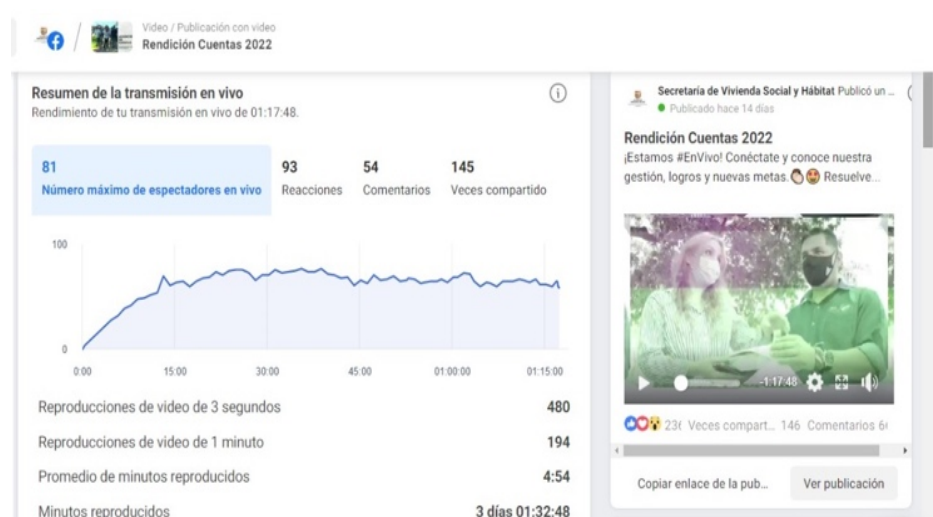 Video / Publicación con video
Rendición Cuentas 2022
Resumen de la transmisión en vivo
Rendimiento de tu transmisión en vivo de 01:17:48.
81
Número máximo de espectadores en vivo
93
Reacciones
54
Comentarios
145
Veces compartido
100
0
0:00 15:00 30:00 45:00 01:00:00 01:15:00
Reproducciones de video de 3 segundos 480
Reproducciones de video de 1 minuto 194
Promedio de minutos reproducidos 4:54
Minutos reproducidos 3 días 01:32:48
Secretaría de Vivienda Social y Hábitat Publicó un ...
Publicado hace 14 días
Rendición Cuentas 2022
¡Estamos #EnVivo! Conéctate y conoce nuestra
gestión, logros y nuevas metas. Resuelve...
-1:17:48
Veces compart... 146 Comentarios
Copiar enlace de la pub... Ver publicación